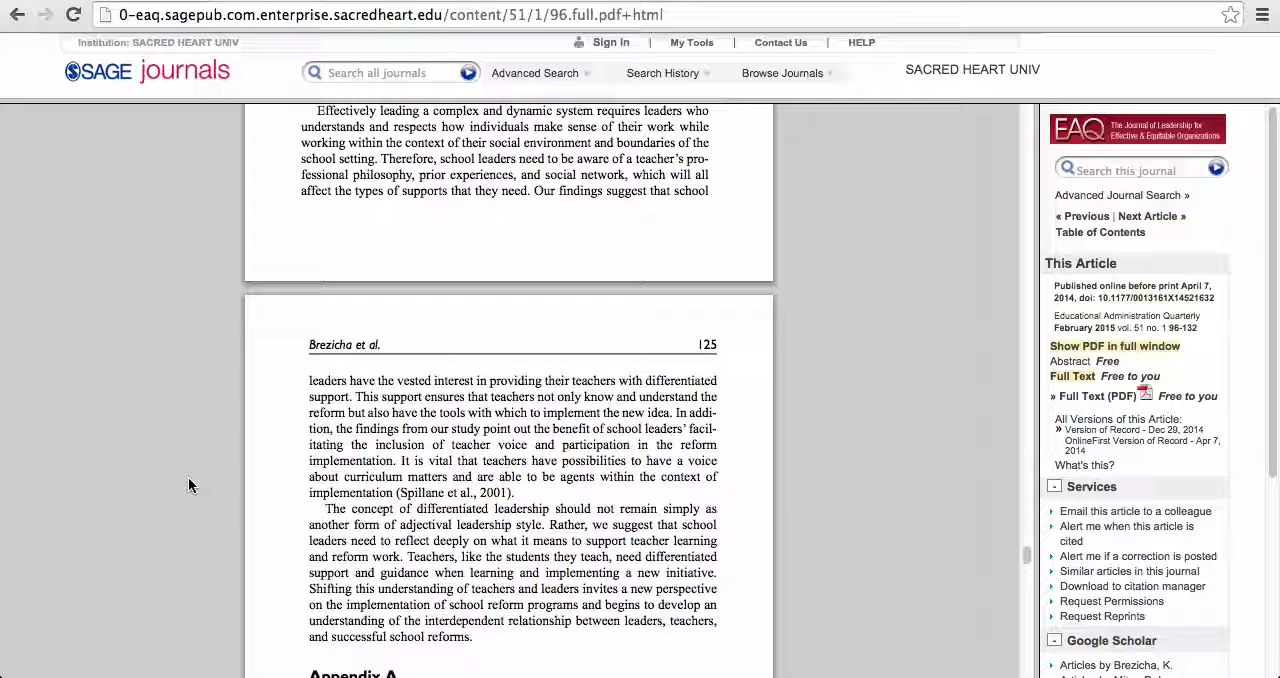 0-eaq.sagepub.com.enterprise.sacredheart.edu/content/51/1/96.full.pdf+html
Institution: SACRED HEART UNIV
Sign In | My Tools | Contact Us | HELP
SAGE journals
Search all journals
Advanced Search
Search History
Browse Journals
SACRED HEART UNIV
Effectively leading a complex and dynamic system requires leaders who
understands and respects how individuals make sense of their work while
working within the context of their social environment and boundaries of the
school setting. Therefore, school leaders need to be aware of a teacher's pro-
fessional philosophy, prior experiences, and social network, which will all
affect the types of supports that they need. Our findings suggest that school
Brezicha et al. 125
leaders have the vested interest in providing their teachers with differentiated
support. This support ensures that teachers not only know and understand the
reform but also have the tools with which to implement the new idea. In addi-
tion, the findings from our study point out the benefit of school leaders' facil-
itating the inclusion of teacher voice and participation in the reform
implementation. It is vital that teachers have possibilities to have a voice
about curriculum matters and are able to be agents within the context of
implementation (Spillane et al., 2001).
The concept of differentiated leadership should not remain simply as
another form of adjectival leadership style. Rather, we suggest that school
leaders need to reflect deeply on what it means to support teacher learning
and reform work. Teachers, like the students they teach, need differentiated
support and guidance when learning and implementing a new initiative.
Shifting this understanding of teachers and leaders invites a new perspective
on the implementation of school reform programs and begins to develop an
understanding of the interdependent relationship between leaders, teachers,
and successful school reforms.
Appendix A
EAQ The Journal of Leadership for
Effective & Equitable Organizations
Search this journal
Advanced Journal Search »
« Previous | Next Article »
Table of Contents
This Article
Published online before print April 7,
2014, doi: 10.1177/0013161X14521632
Educational Administration Quarterly
February 2015 vol. 51 no. 1 96-132
Show PDF in full window
Abstract Free
Full Text Free to you
» Full Text (PDF) Free to you
All Versions of this Article:
» Version of Record - Dec 29, 2014
OnlineFirst Version of Record - Apr 7,
2014
What's this?
- Services
Email this article to a colleague
Alert me when this article is
cited
Alert me if a correction is posted
Similar articles in this journal
Download to citation manager
Request Permissions
Request Reprints
- Google Scholar
Articles by Brezicha, K.